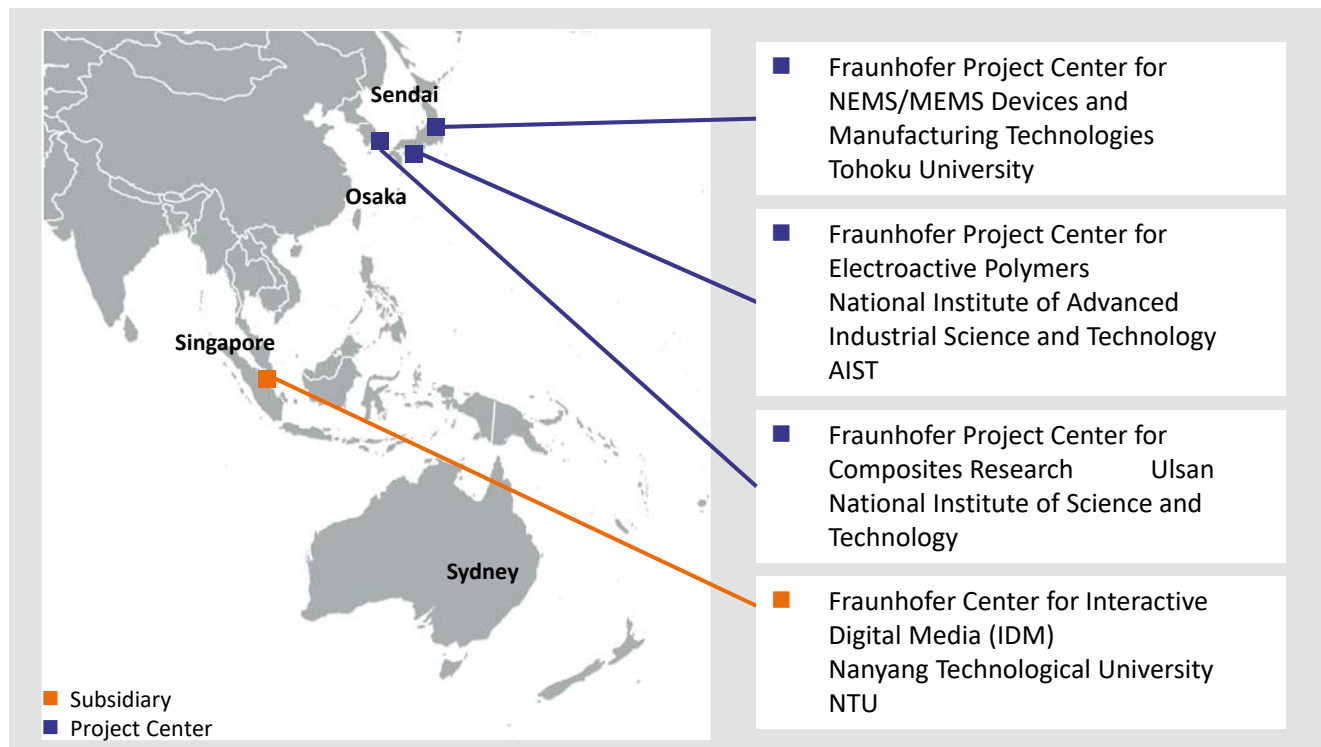 Sendai
Osaka
Singapore
Sydney
Subsidiary
Project Center
Fraunhofer Project Center for
NEMS/MEMS Devices and
Manufacturing Technologies
Tohoku University
Fraunhofer Project Center for
Electroactive Polymers
National Institute of Advanced
Industrial Science and Technology
AIST
Fraunhofer Project Center for
Composites Research Ulsan
National Institute of Science and
Technology
Fraunhofer Center for Interactive
Digital Media (IDM)
Nanyang Technological University
NTU